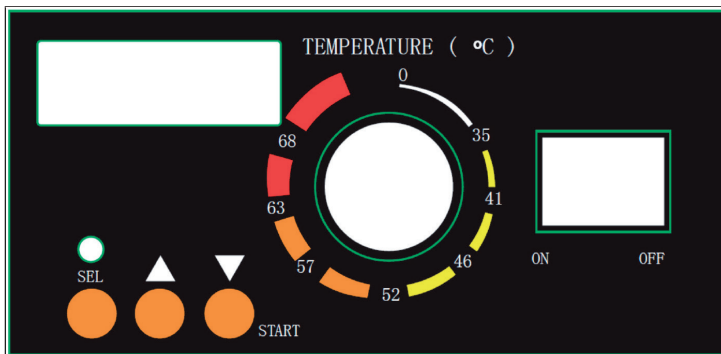 TEMPERATURE ( °C )
0
35
41
46
52
57
63
68
SEL
START
ON OFF